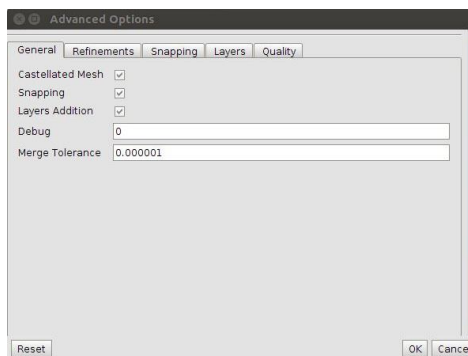 Advanced Options
General Refinements Snapping Layers Quality
Castellated Mesh
Snapping
Layers Addition
Debug 0
Merge Tolerance 0.000001
Reset OK Cance